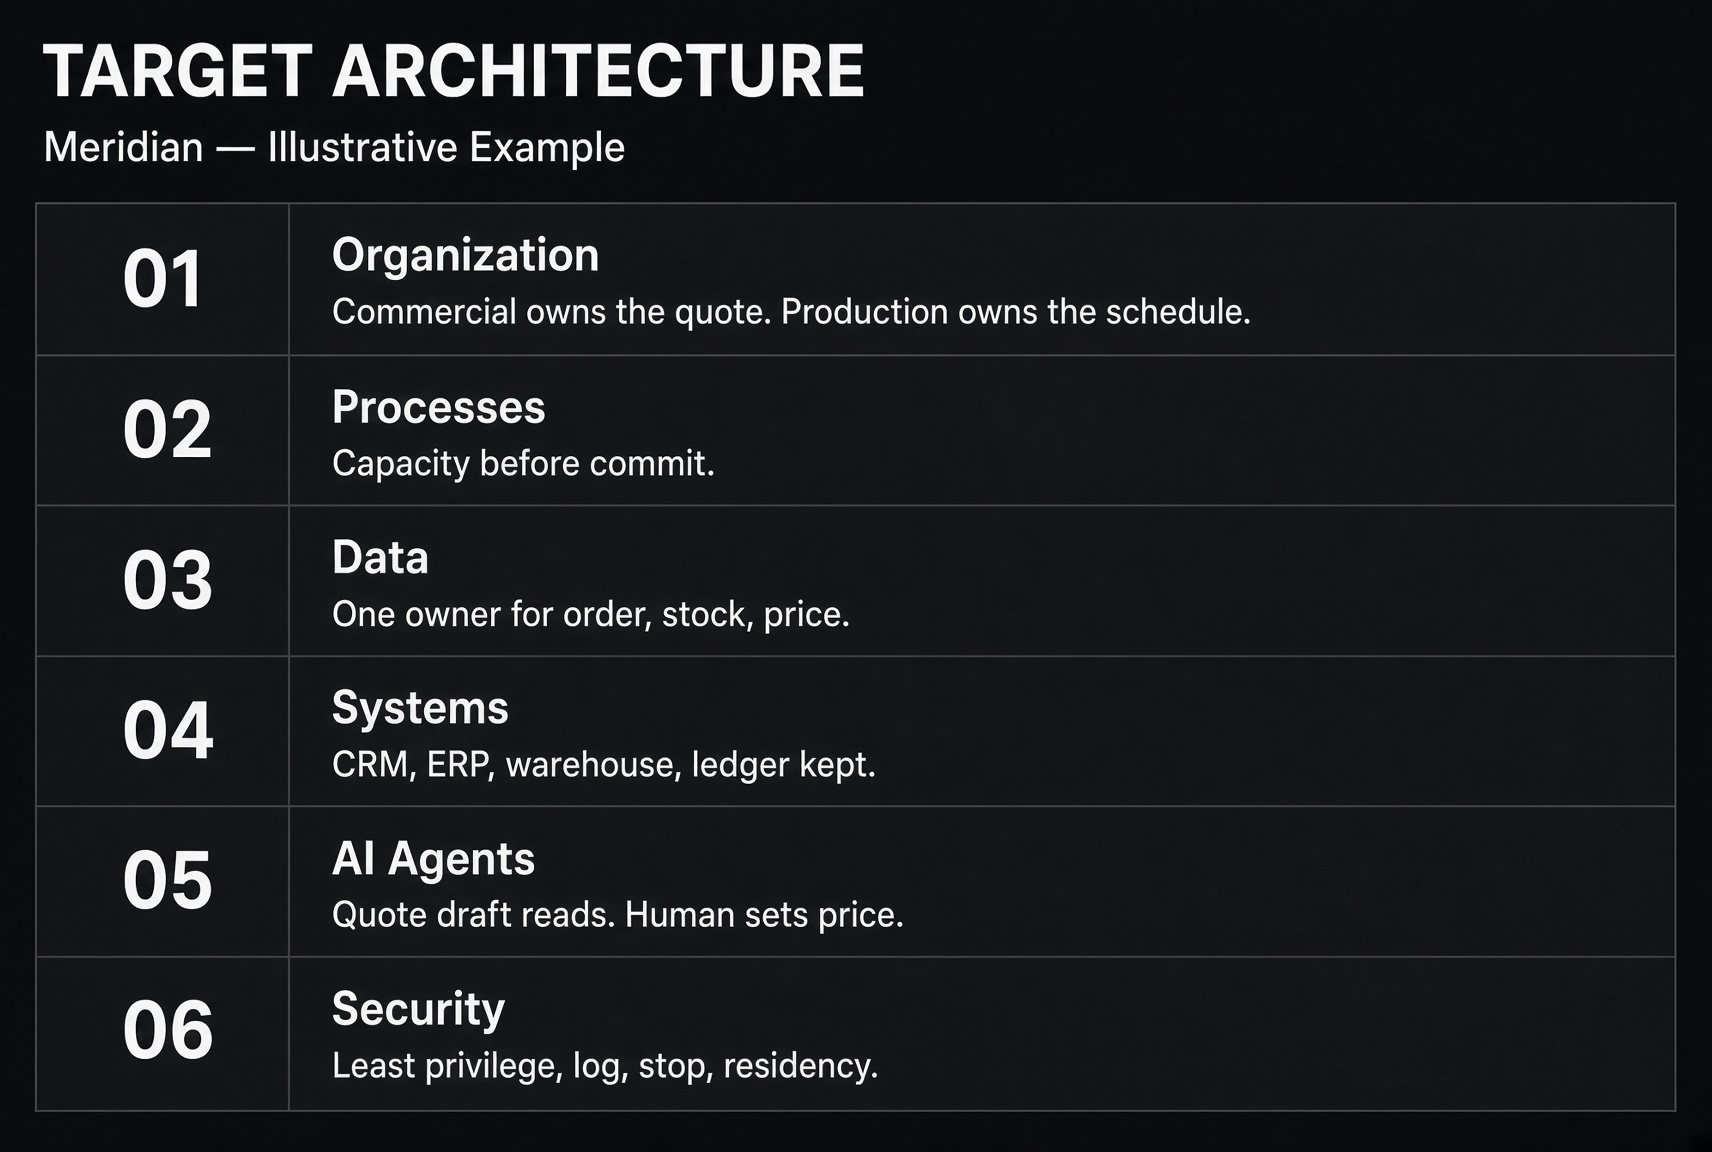 TARGET ARCHITECTURE
Meridian — Illustrative Example
01
Organization
Commercial owns the quote. Production owns the schedule.
02
Processes
Capacity before commit.
03
Data
One owner for order, stock, price.
04
Systems
CRM, ERP, warehouse, ledger kept.
05
AI Agents
Quote draft reads. Human sets price.
06
Security
Least privilege, log, stop, residency.